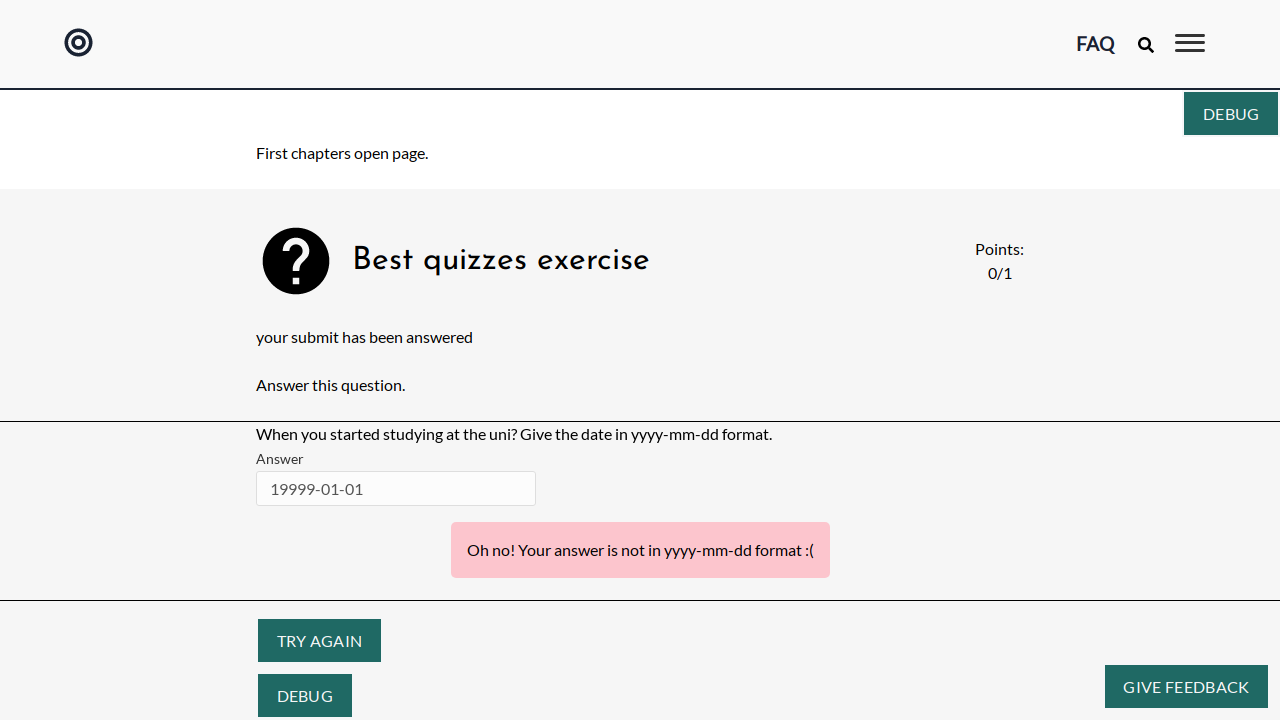 FAQ
DEBUG
First chapters open page.
Best quizzes exercise
Points:
0/1
your submit has been answered
Answer this question.
When you started studying at the uni? Give the date in yyyy-mm-dd format.
Answer
19999-01-01
Oh no! Your answer is not in yyyy-mm-dd format :(
TRY AGAIN
DEBUG
GIVE FEEDBACK